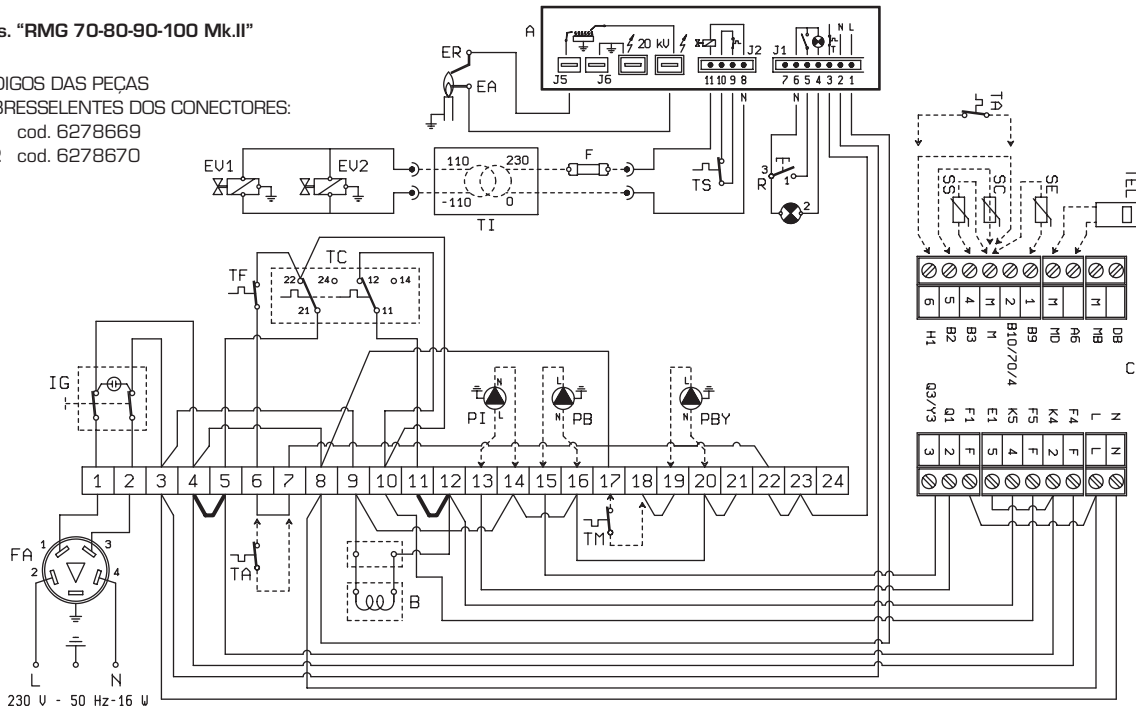 s. “RMG 70-80-90-100 Mk.II”
DIGOS DAS PEÇAS
BRESSELENTES DOS CONECTORES:
cod. 6278669
2 cod. 6278670
A
20 kV
J5 J6 J2 J1
11 10 9 8 7 6 5 4 3 2 1
N L
T
N N
ER
EA
EV1 EV2
110 230
-110 0
TI
F
TS
R 3 1
2
TA
SS SC SE
TEL
6 5 4 M 2 1 M M
H1 B2 B3 M B10/70/4 B9 MD A6 MB DB
C
Q3/Y3 Q1 F1 E1 K5 F5 K4 F4 L N
3 2 F 5 4 F 2 F L N
TF
TC
22 24 12 14
21 11
IG
PI N L
PB L N
PBY L N
1 2 3 4 5 6 7 8 9 10 11 12 13 14 15 16 17 18 19 20 21 22 23 24
FA
1 3
2 4
TA
B
TM
L N
230 V - 50 Hz-16 W